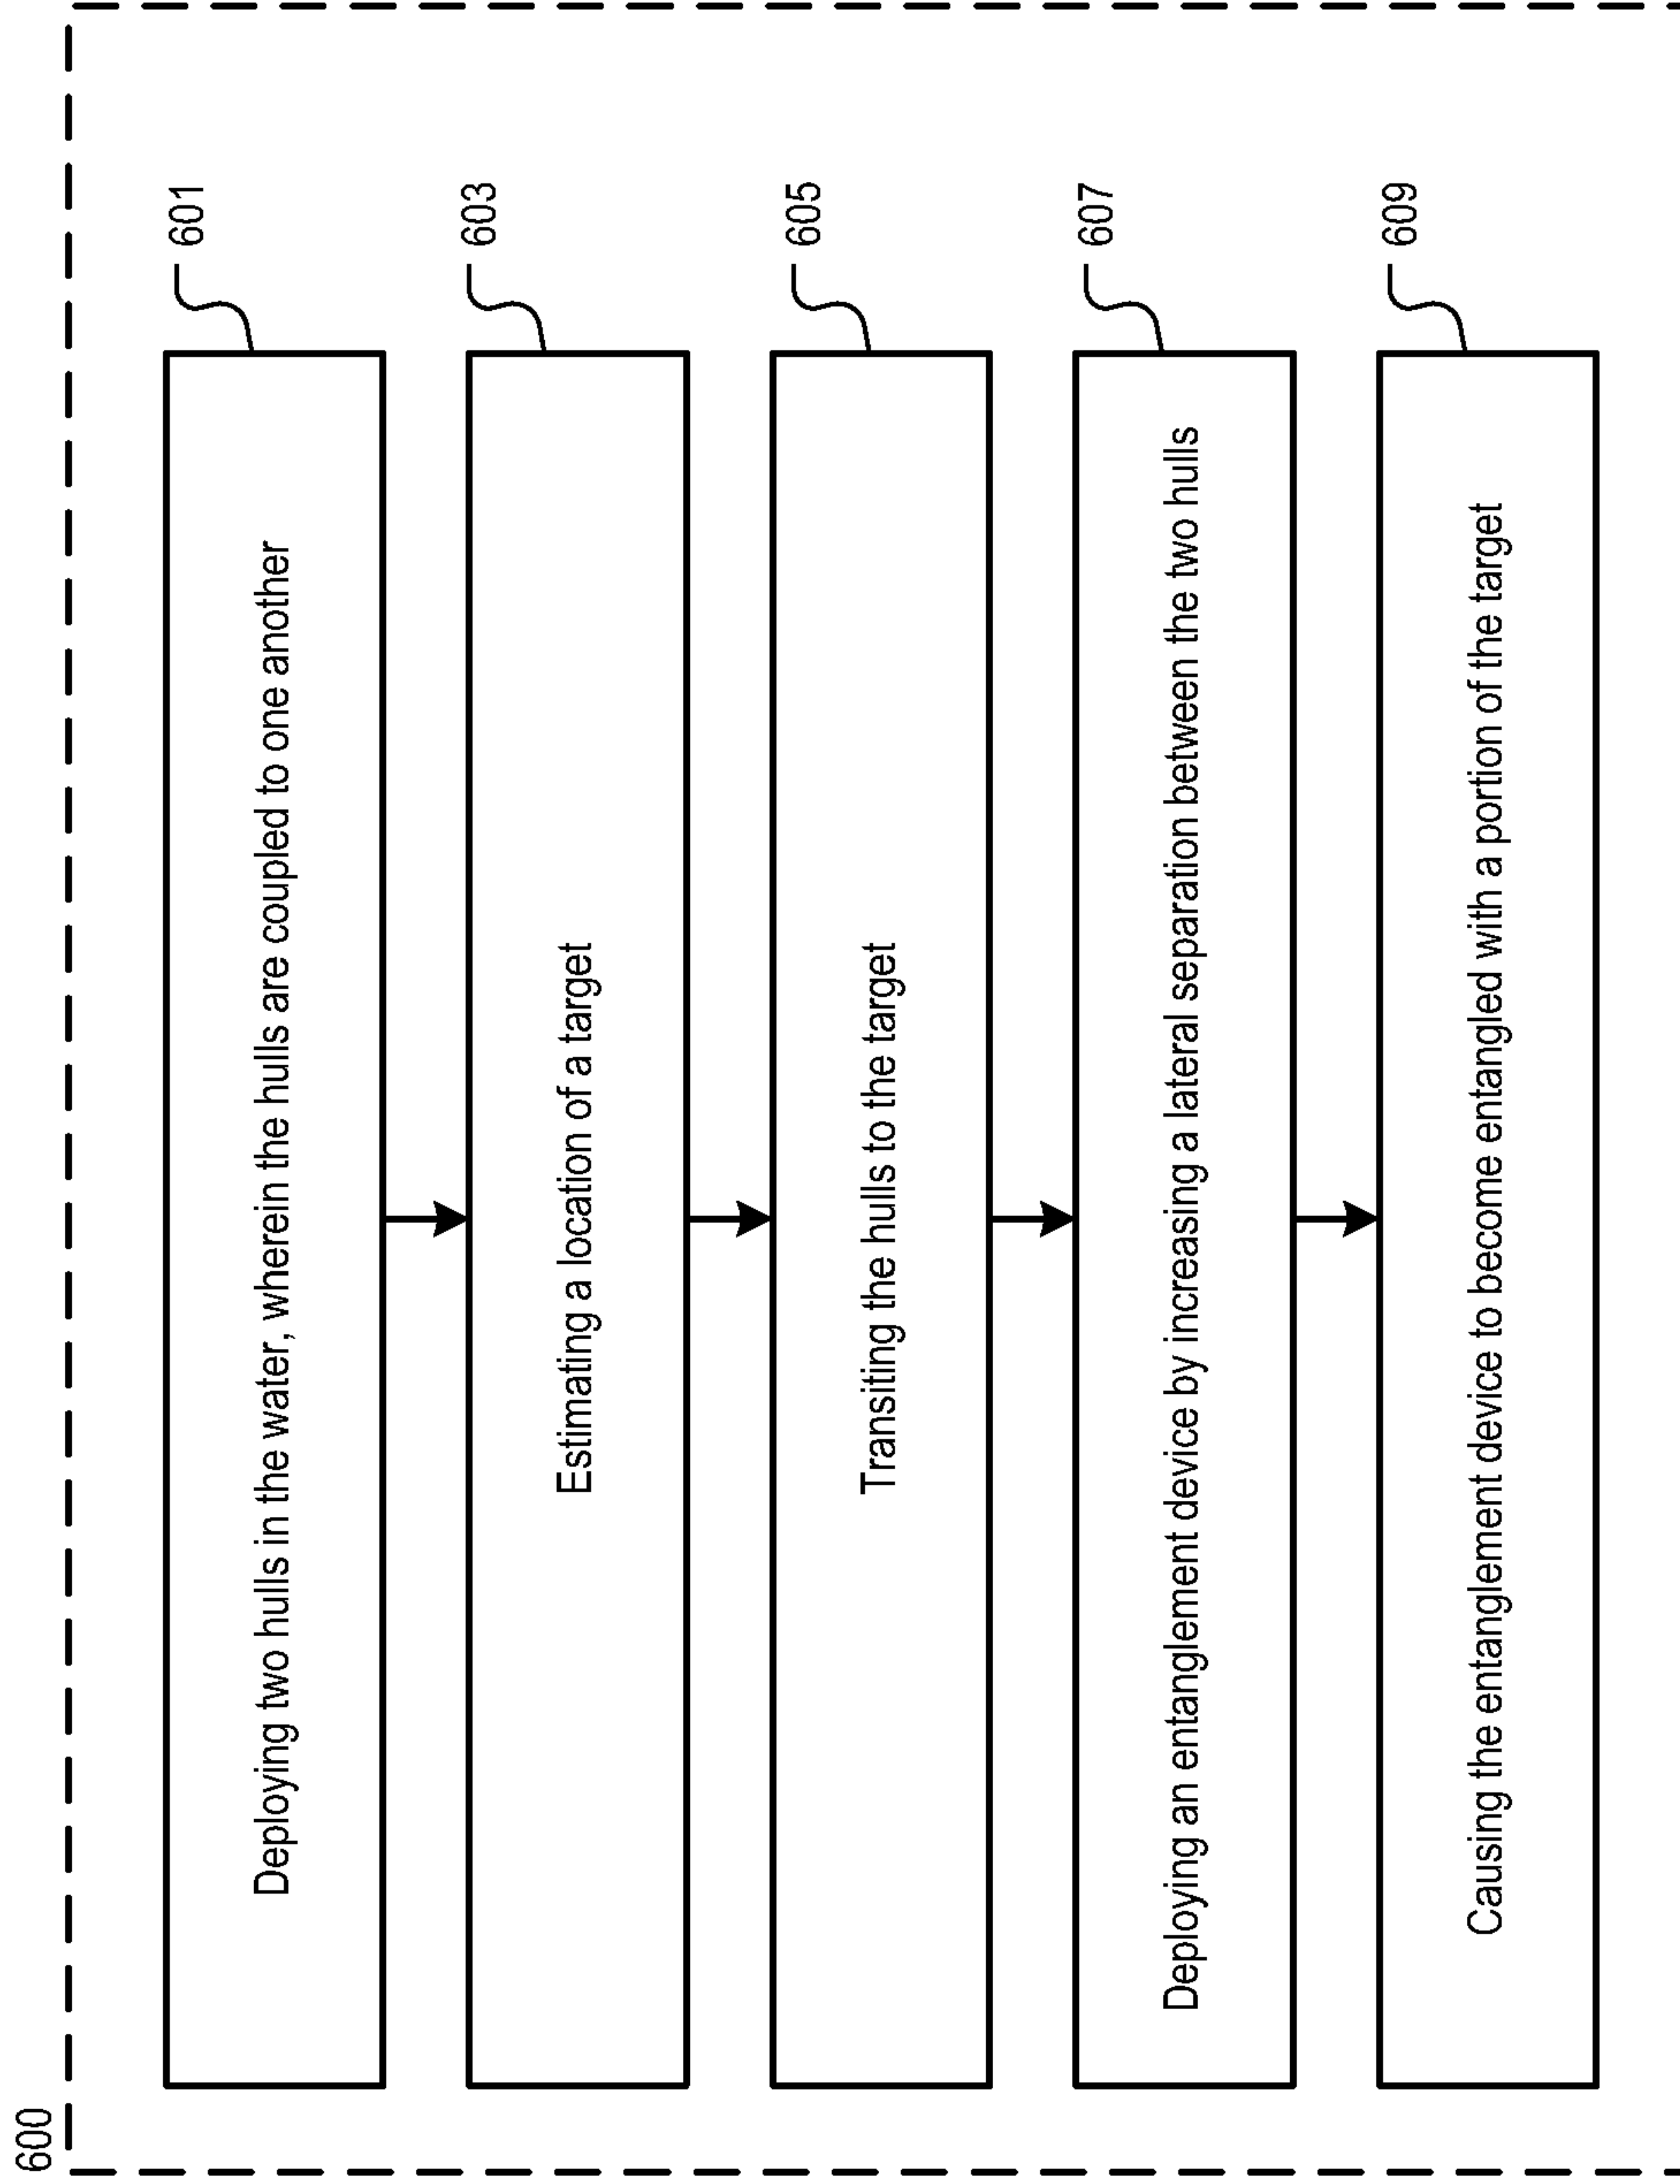 600
601
Deploying two hulls in the water, wherein the hulls are coupled to one another
603
Estimating a location of a target
605
Transiting the hulls to the target
607
Deploying an entanglement device by increasing a lateral separation between the two hulls
609
Causing the entanglement device to become entangled with a portion of the target